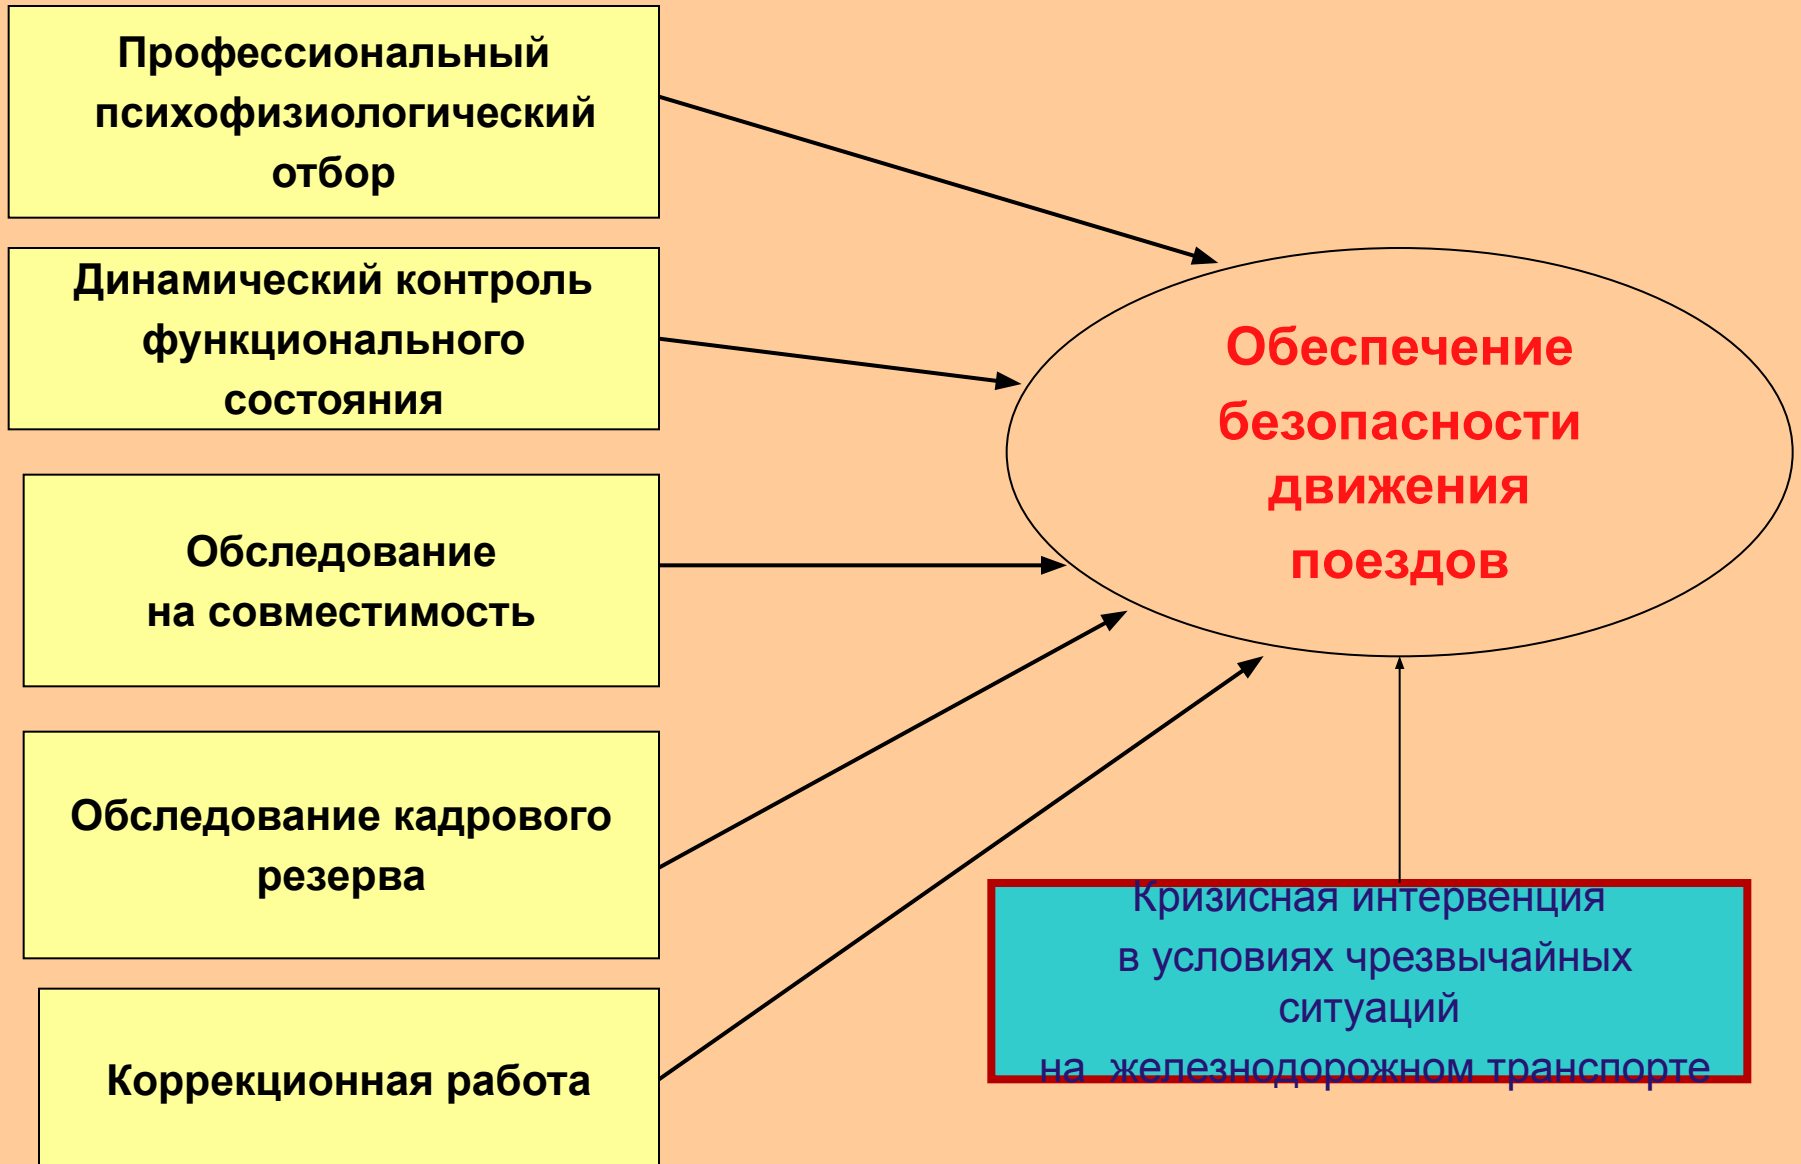 Профессиональный
психофизиологический
отбор
Динамический контроль
функционального
состояния
Обследование
на совместимость
Обследование кадрового
резерва
Коррекционная работа
Обеспечение
безопасности
движения
поездов
Кризисная интервенция
в условиях чрезвычайных
ситуаций
на железнодорожном транспорте